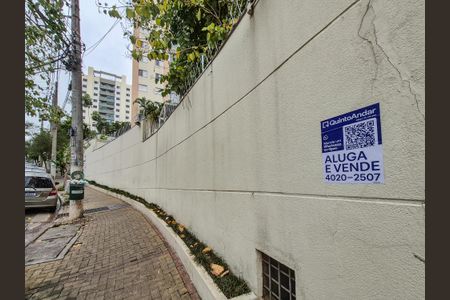 QuintoAndar
ALUGA
E VENDE
4020-2507